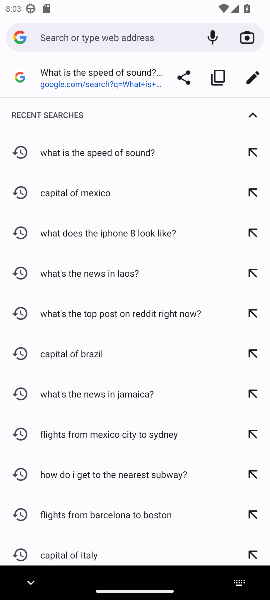 8:03
Search or type web address
What is the speed of sound?...
google.com/search?q=What+is+...
RECENT SEARCHES
what is the speed of sound?
capital of mexico
what does the iphone 8 look like?
what's the news in laos?
what's the top post on reddit right now?
capital of brazil
what's the news in jamaica?
flights from mexico city to sydney
how do i get to the nearest subway?
flights from barcelona to boston
capital of italy